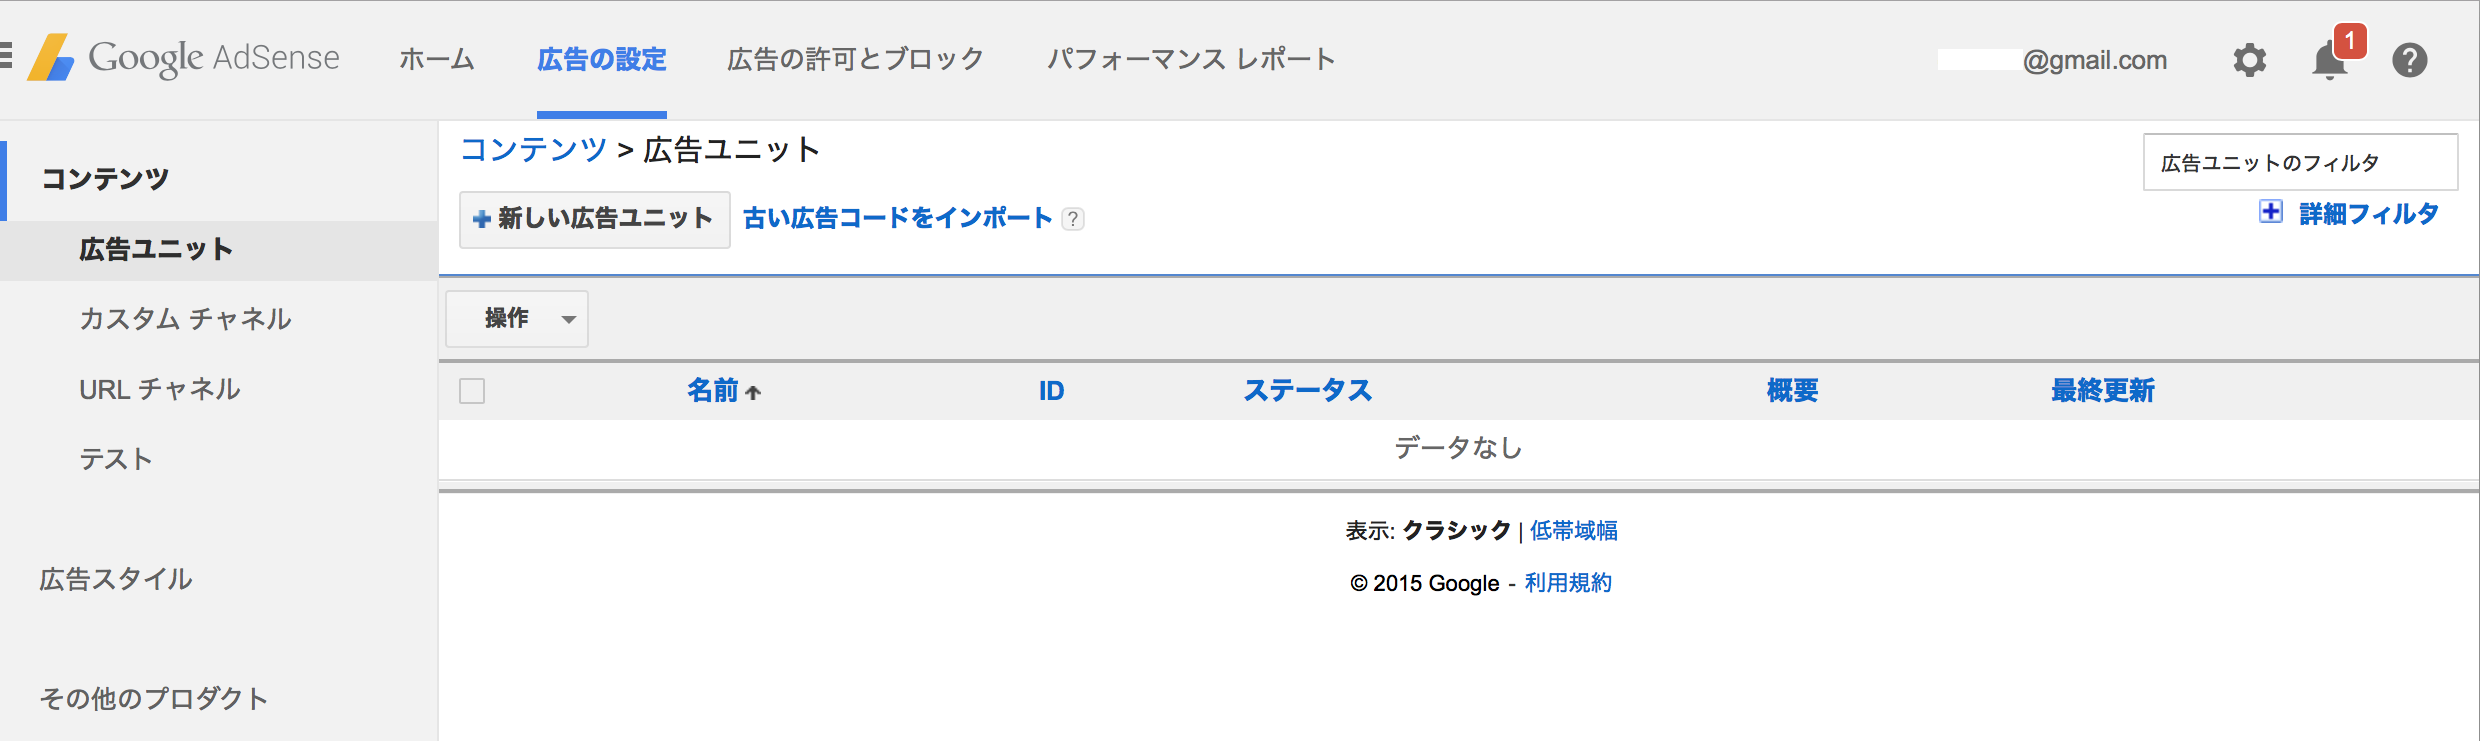 Google AdSense ホーム 広告の設定 広告の許可とブロック パフォーマンス レポート @gmail.com 1 ?
コンテンツ
広告ユニット
カスタム チャネル
URL チャネル
テスト
広告スタイル
その他のプロダクト
コンテンツ > 広告ユニット
広告ユニットのフィルタ
新しい広告ユニット 古い広告コードをインポート ?
詳細フィルタ
操作
名前 ID ステータス 概要 最終更新
データなし
表示: クラシック | 低帯域幅
© 2015 Google - 利用規約